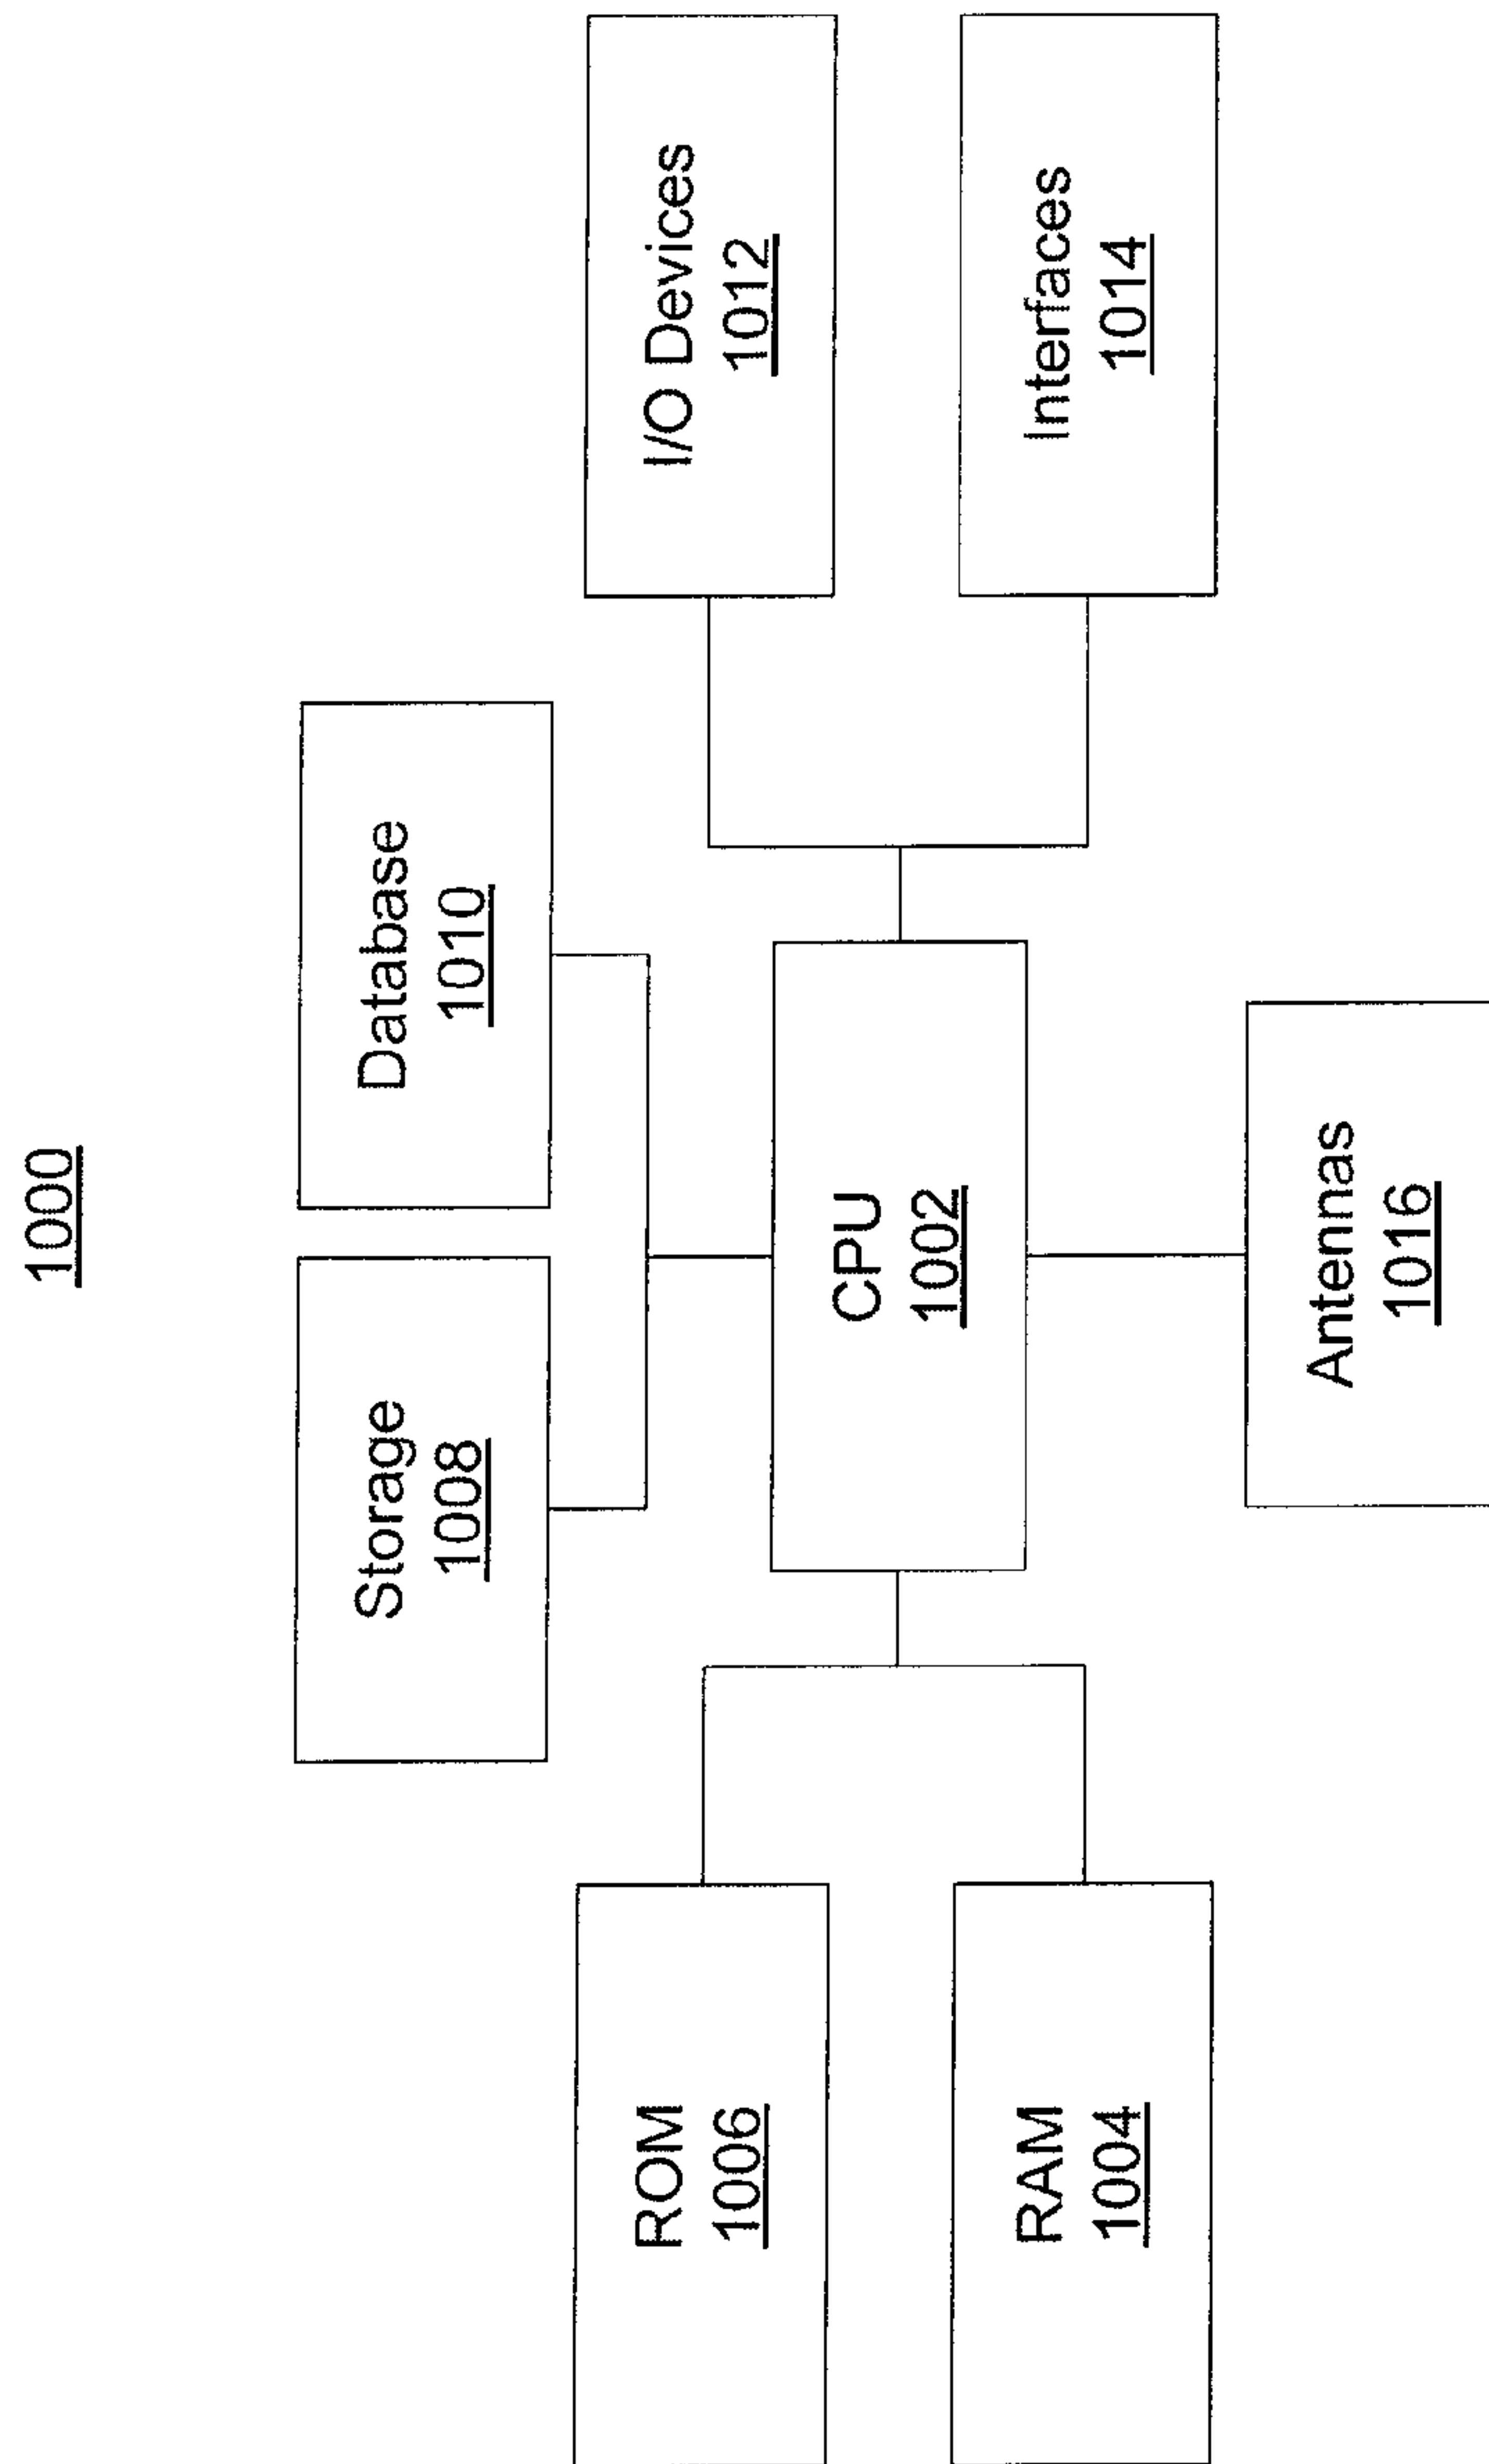 1000
Storage
1008
Database
1010
ROM
1006
I/O Devices
1012
CPU
1002
RAM
1004
Interfaces
1014
Antennas
1016